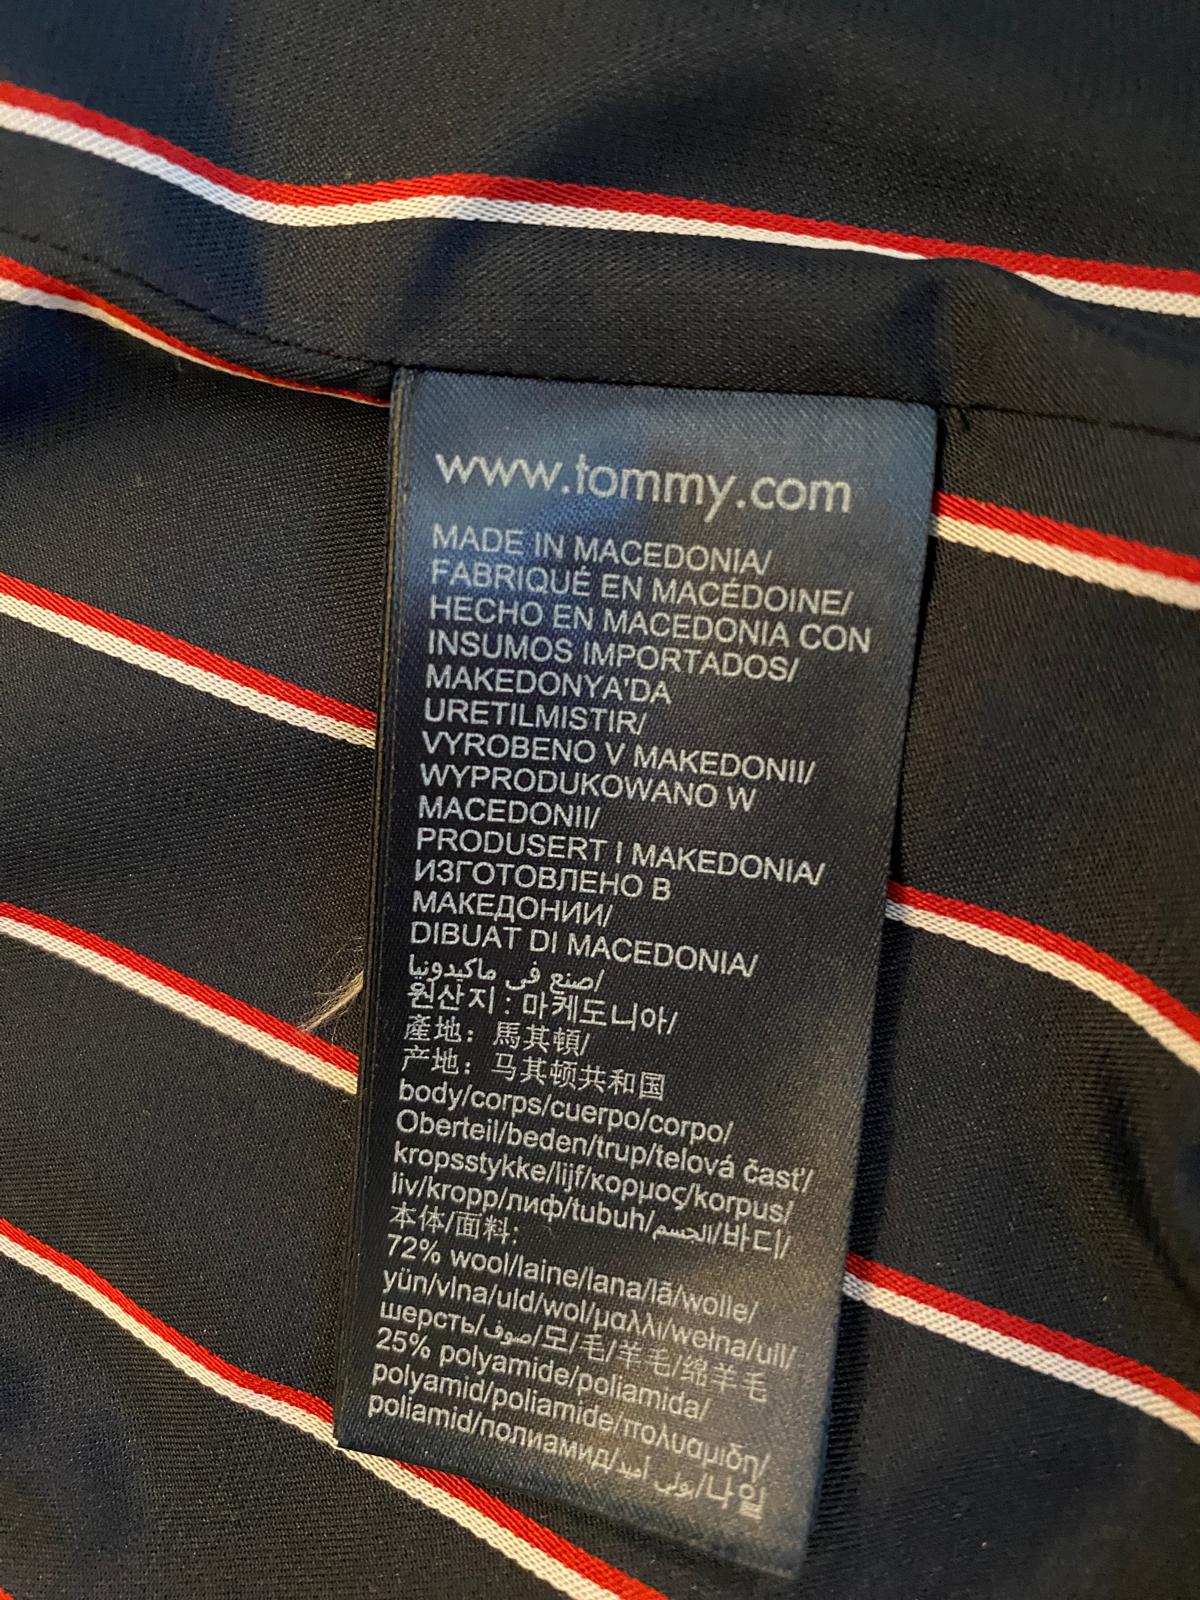 www.tommy.com
MADE IN MACEDONIA/
FABRIQUÉ EN MACÉDOINE/
HECHO EN MACEDONIA CON
INSUMOS IMPORTADOS/
MAKEDONYA'DA
URETILMISTIR/
VYROBENO V MAKEDONII/
WYPRODUKOWANO W
MACEDONII/
PRODUSERT I MAKEDONIA/
ИЗГОТОВЛЕНО В
МАКЕДОНИИ/
DIBUAT DI MACEDONIA/
صنع في ماكيدونيا/
원산지 : 마케도니아/
產地：馬其頓/
产地：马其顿共和国
body/corps/cuerpo/corpo/
Oberteil/beden/trup/telová časť/
kropsstykke/lijf/κορμος/korpus/
liv/kropp/лиф/tubuh/الجسم/바디/
本体/面料:
72% wool/laine/lana/lã/wolle/
yün/vlna/uld/wol/μαλλι/wełna/ull/
шерсть/صوف/모/毛/羊毛/绵羊毛
25% polyamide/poliamida/
polyamid/poliamide/πολυαμιδη/
poliamid/полиамид/بولي أميد/나일